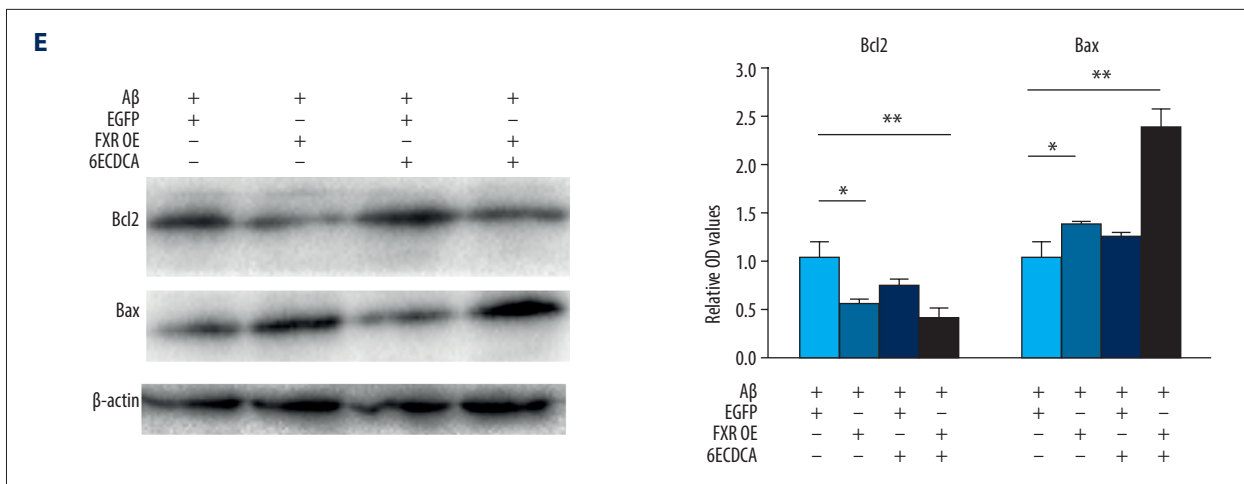 E
Aβ + + + +
EGFP + – + –
FXR OE – + – +
6ECDCA – – + +
Bcl2
Bax
β-actin
Bcl2 Bax
Relative OD values
3.0
2.5
2.0
1.5
1.0
0.5
0.0
*
**
*
**
Aβ + + + + + + + +
EGFP + – + – + – + –
FXR OE – + – + – + – +
6ECDCA – – + + – – + +